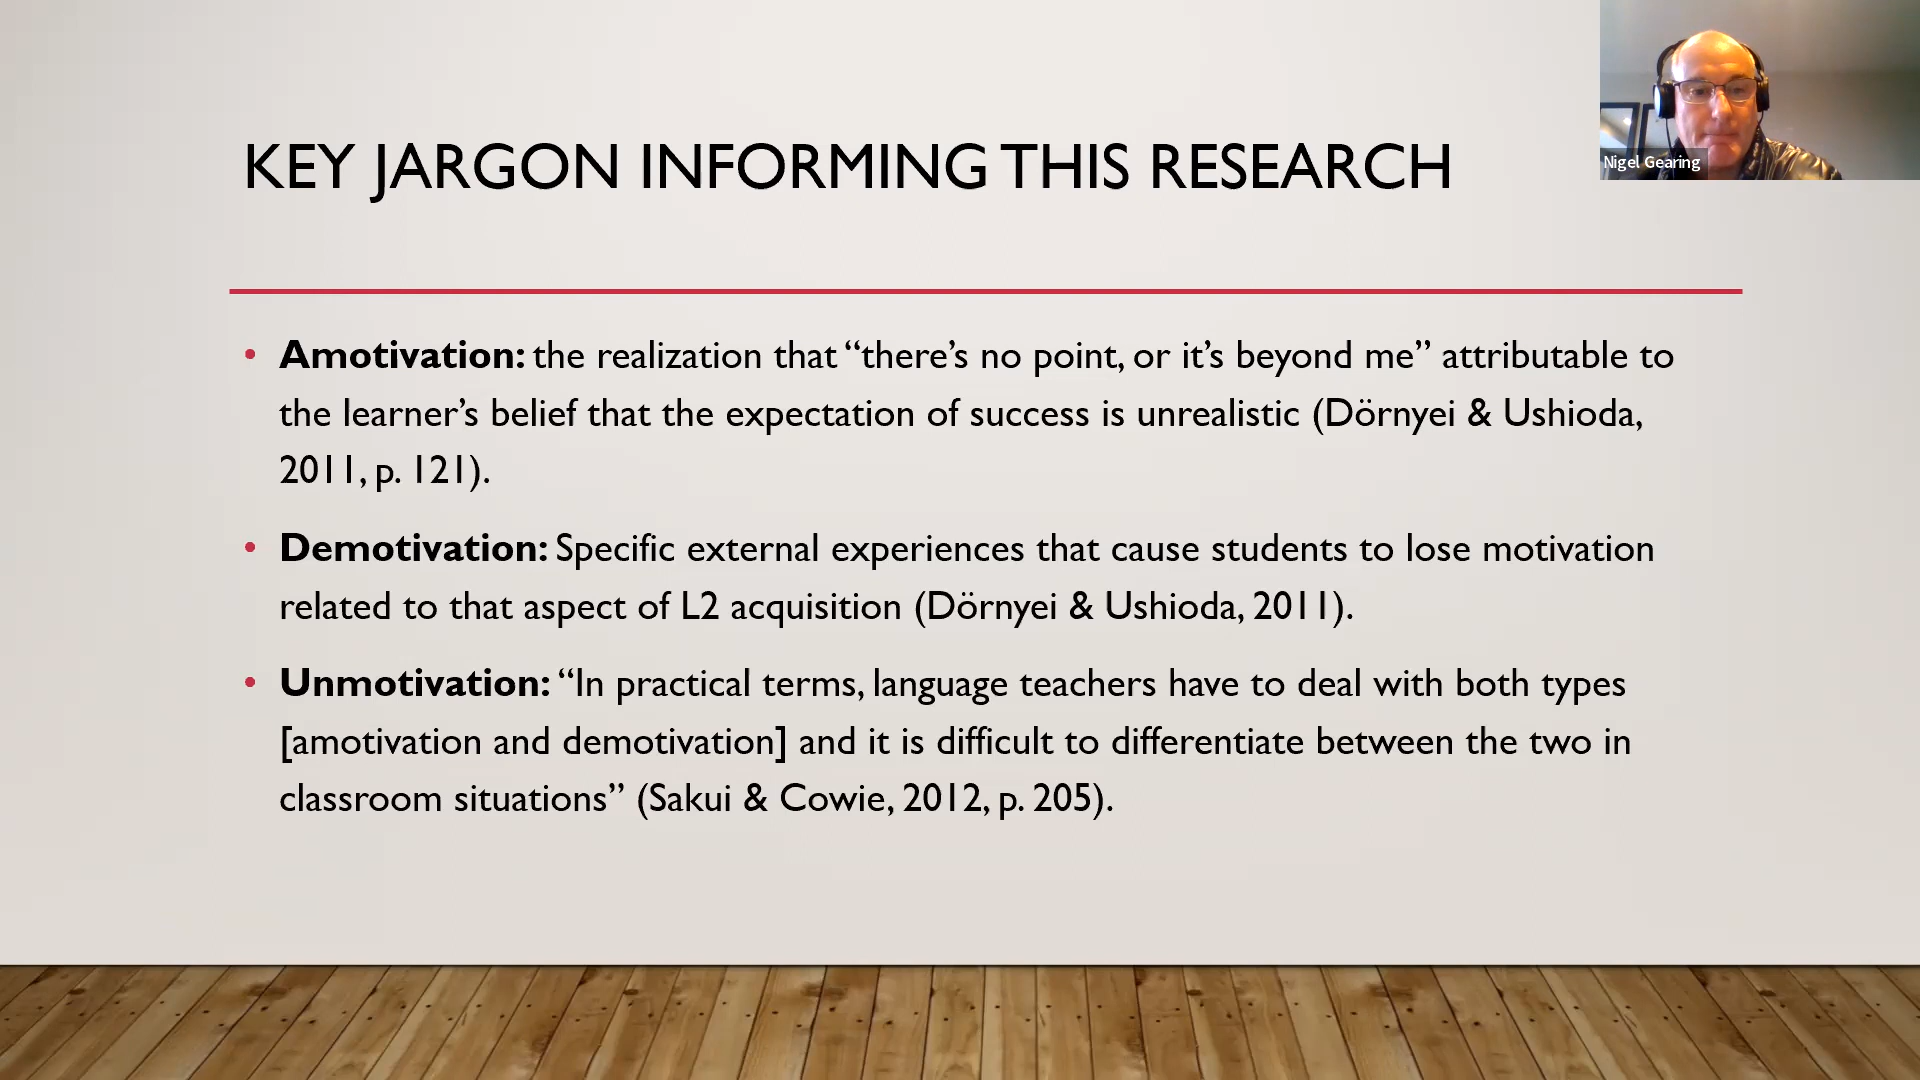 KEY JARGON INFORMING THIS RESEARCH
Nigel Gearing
• Amotivation: the realization that “there’s no point, or it’s beyond me” attributable to
the learner’s belief that the expectation of success is unrealistic (Dörnyei & Ushioda,
2011, p. 121).
• Demotivation: Specific external experiences that cause students to lose motivation
related to that aspect of L2 acquisition (Dörnyei & Ushioda, 2011).
• Unmotivation: “In practical terms, language teachers have to deal with both types
[amotivation and demotivation] and it is difficult to differentiate between the two in
classroom situations” (Sakui & Cowie, 2012, p. 205).